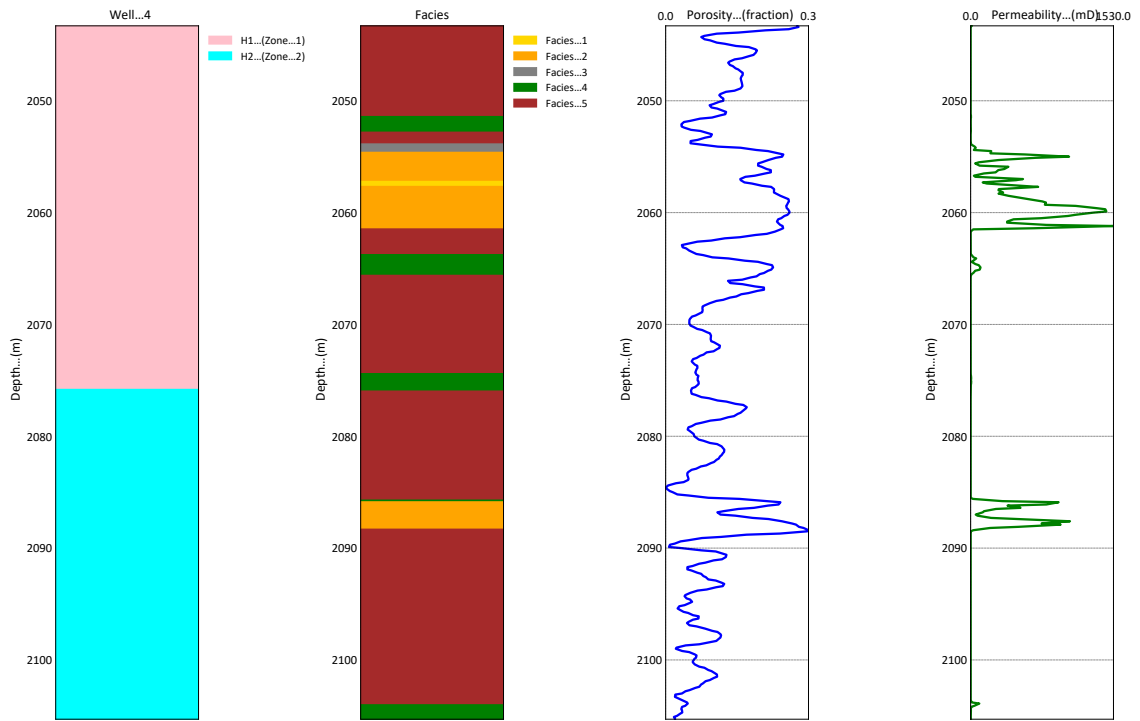 Well...4
H1...(Zone...1)
H2...(Zone...2)
Depth...(m)
2050
2060
2070
2080
2090
2100
Facies
Facies...1
Facies...2
Facies...3
Facies...4
Facies...5
Depth...(m)
2050
2060
2070
2080
2090
2100
0.0 Porosity...(fraction) 0.3
Depth...(m)
2050
2060
2070
2080
2090
2100
0.0 Permeability...(mD) 1530.0
Depth...(m)
2050
2060
2070
2080
2090
2100